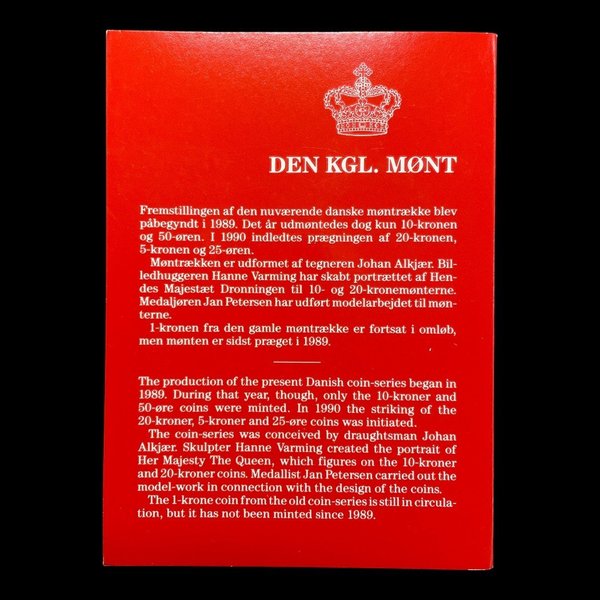 DEN KGL. MØNT
Fremstillingen af den nuværende danske møntrække blev
påbegyndt i 1989. Det år udmøntedes dog kun 10-kronen
og 50-øren. I 1990 indledtes prægningen af 20-kronen,
5-kronen og 25-øren.
Møntrækken er udformet af tegneren Johan Alkjær. Bil-
ledhuggeren Hanne Varming har skabt portrættet af Hen-
des Majestæt Dronningen til 10- og 20-kronemønterne.
Medaljøren Jan Petersen har udført modelarbejdet til møn-
terne.
1-kronen fra den gamle møntrække er fortsat i omløb,
men mønten er sidst præget i 1989.
The production of the present Danish coin-series began in
1989. During that year, though, only the 10-kroner and
50-øre coins were minted. In 1990 the striking of the
20-kroner, 5-kroner and 25-øre coins was initiated.
The coin-series was conceived by draughtsman Johan
Alkjær. Skulpter Hanne Varming created the portrait of
Her Majesty The Queen, which figures on the 10-kroner
and 20-kroner coins. Medallist Jan Petersen carried out the
model-work in connection with the design of the coins.
The 1-krone coin from the old coin-series is still in circula-
tion, but it has not been minted since 1989.